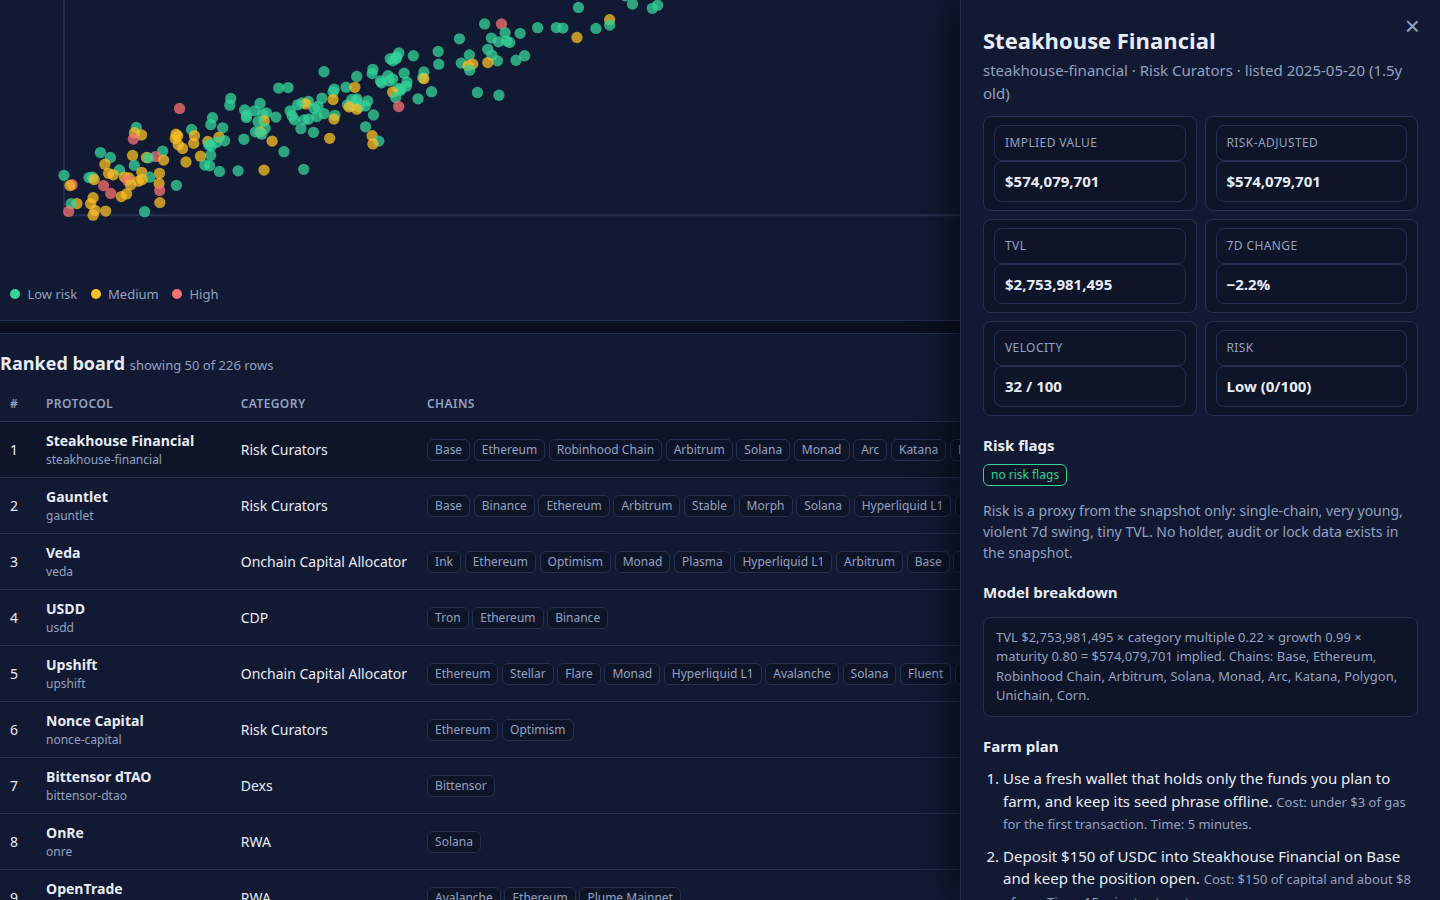 Low risk
Medium
High
Ranked board showing 50 of 226 rows
# PROTOCOL CATEGORY CHAINS
1 Steakhouse Financial steakhouse-financial Risk Curators Base Ethereum Robinhood Chain Arbitrum Solana Monad Arc Katana
2 Gauntlet gauntlet Risk Curators Base Binance Ethereum Arbitrum Stable Morph Solana Hyperliquid L1
3 Veda veda Onchain Capital Allocator Ink Ethereum Optimism Monad Plasma Hyperliquid L1 Arbitrum Base
4 USDD usdd CDP Tron Ethereum Binance
5 Upshift upshift Onchain Capital Allocator Ethereum Stellar Flare Monad Hyperliquid L1 Avalanche Solana Fluent
6 Nonce Capital nonce-capital Risk Curators Ethereum Optimism
7 Bittensor dTAO bittensor-dtao Dexs Bittensor
8 OnRe onre RWA Solana
9 OpenTrade RWA Avalanche Ethereum Plume Mainnet
×
Steakhouse Financial
steakhouse-financial · Risk Curators · listed 2025-05-20 (1.5y
old)
IMPLIED VALUE
$574,079,701
RISK-ADJUSTED
$574,079,701
TVL
$2,753,981,495
7D CHANGE
−2.2%
VELOCITY
32 / 100
RISK
Low (0/100)
Risk flags
no risk flags
Risk is a proxy from the snapshot only: single-chain, very young,
violent 7d swing, tiny TVL. No holder, audit or lock data exists in
the snapshot.
Model breakdown
TVL $2,753,981,495 × category multiple 0.22 × growth 0.99 ×
maturity 0.80 = $574,079,701 implied. Chains: Base, Ethereum,
Robinhood Chain, Arbitrum, Solana, Monad, Arc, Katana, Polygon,
Unichain, Corn.
Farm plan
1. Use a fresh wallet that holds only the funds you plan to
farm, and keep its seed phrase offline. Cost: under $3 of gas
for the first transaction. Time: 5 minutes.
2. Deposit $150 of USDC into Steakhouse Financial on Base
and keep the position open. Cost: $150 of capital and about $8